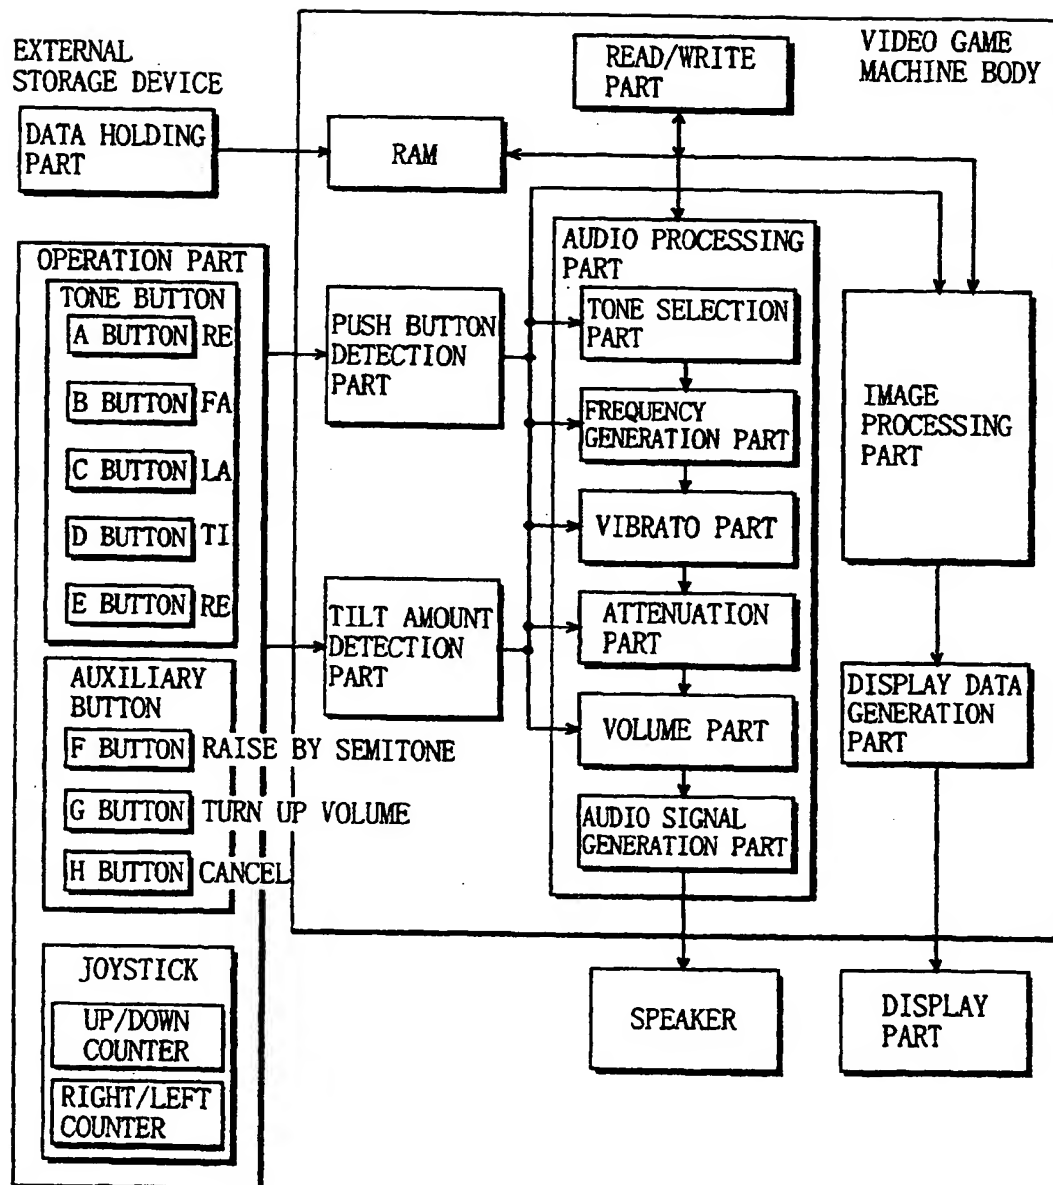 EXTERNAL
STORAGE DEVICE
DATA HOLDING
PART
VIDEO GAME
MACHINE BODY
READ/WRITE
PART
RAM
OPERATION PART
TONE BUTTON
A BUTTON RE
B BUTTON FA
C BUTTON LA
D BUTTON TI
E BUTTON RE
AUXILIARY
BUTTON
F BUTTON RAISE BY SEMITONE
G BUTTON TURN UP VOLUME
H BUTTON CANCEL
JOYSTICK
UP/DOWN
COUNTER
RIGHT/LEFT
COUNTER
PUSH BUTTON
DETECTION
PART
TILT AMOUNT
DETECTION
PART
AUDIO PROCESSING
PART
TONE SELECTION
PART
FREQUENCY
GENERATION PART
VIBRATO PART
ATTENUATION
PART
VOLUME PART
AUDIO SIGNAL
GENERATION PART
IMAGE
PROCESSING
PART
DISPLAY DATA
GENERATION
PART
SPEAKER
DISPLAY
PART